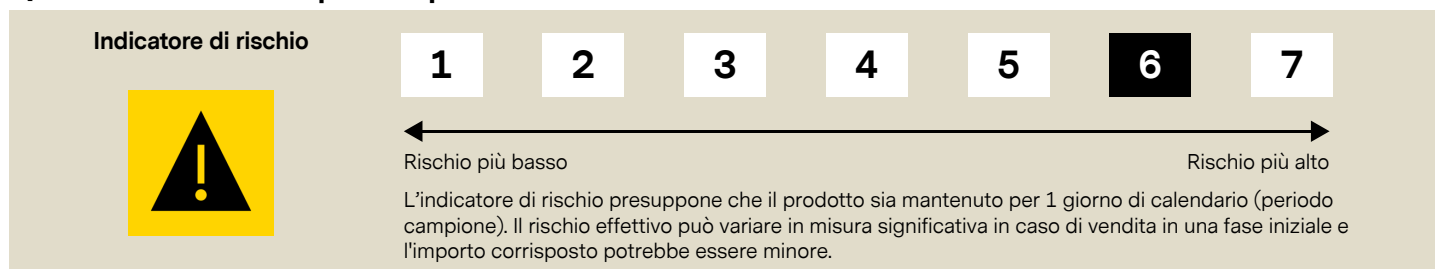 Indicatore di rischio
1 2 3 4 5 6 7
Rischio più basso Rischio più alto
L'indicatore di rischio presuppone che il prodotto sia mantenuto per 1 giorno di calendario (periodo
campione). Il rischio effettivo può variare in misura significativa in caso di vendita in una fase iniziale e
l'importo corrisposto potrebbe essere minore.